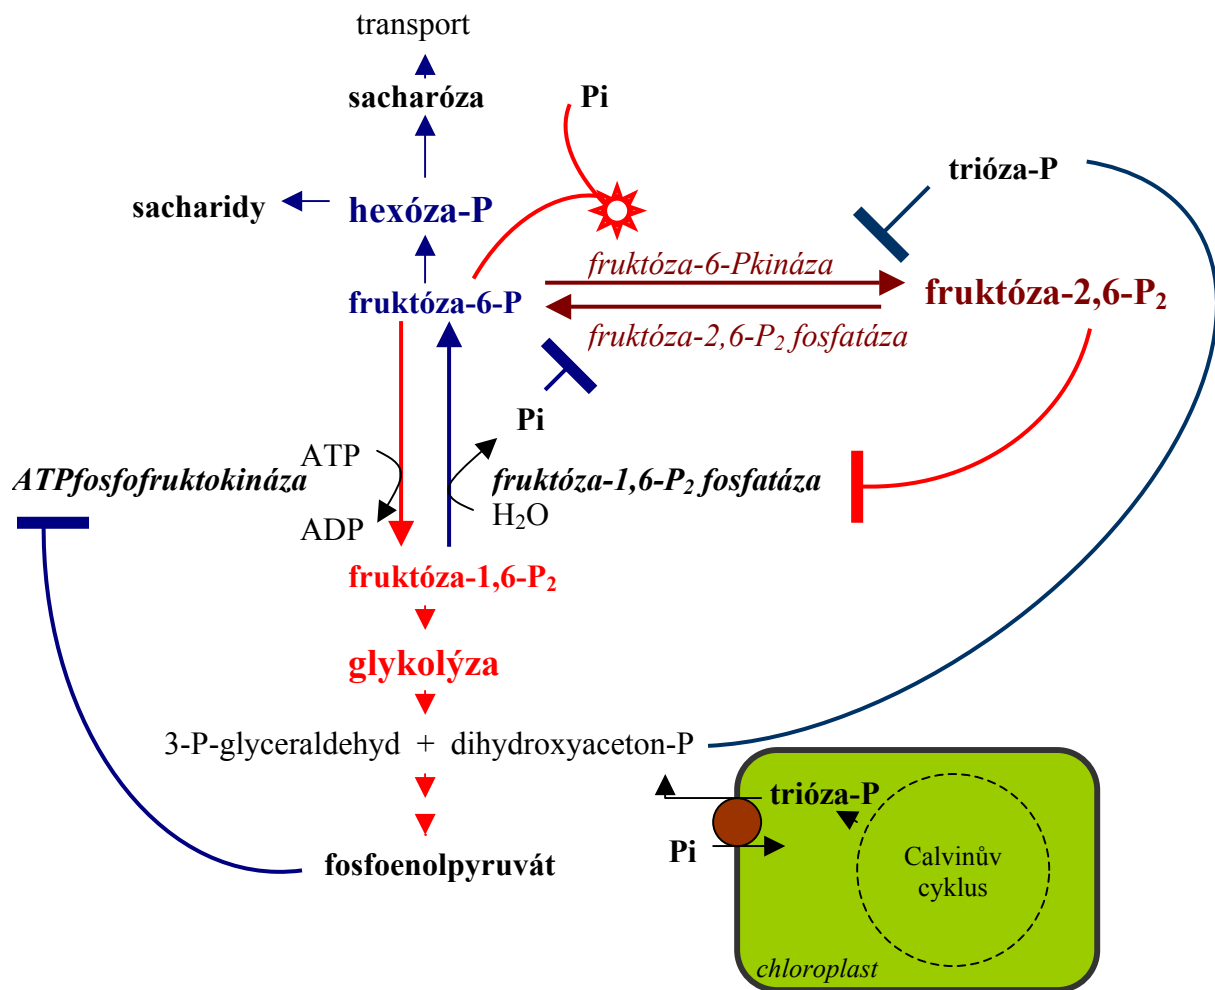 transport
sacharóza
Pi
trióza-P
sacharidy
hexóza-P
fruktóza-6-Pkináza
fruktóza-6-P
fruktóza-2,6-P₂
fruktóza-2,6-P₂ fosfatáza
Pi
ATP
ATPfosfofruktokináza
fruktóza-1,6-P₂ fosfatáza
H₂O
ADP
fruktóza-1,6-P₂
glykolýza
3-P-glyceraldehyd + dihydroxyaceton-P
trióza-P
Pi
fosfoenolpyruvát
Calvinův
cyklus
chloroplast